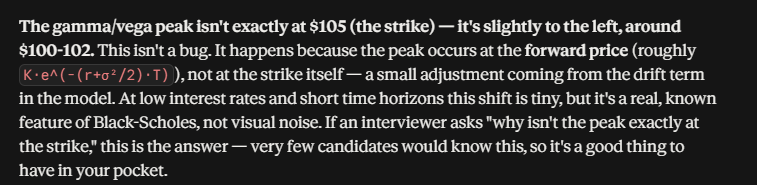 The gamma/vega peak isn't exactly at $105 (the strike) — it's slightly to the left, around
$100-102. This isn't a bug. It happens because the peak occurs at the forward price (roughly
K·e^(-(r+σ²/2)·T)), not at the strike itself — a small adjustment coming from the drift term
in the model. At low interest rates and short time horizons this shift is tiny, but it's a real, known
feature of Black-Scholes, not visual noise. If an interviewer asks "why isn't the peak exactly at
the strike," this is the answer — very few candidates would know this, so it's a good thing to
have in your pocket.